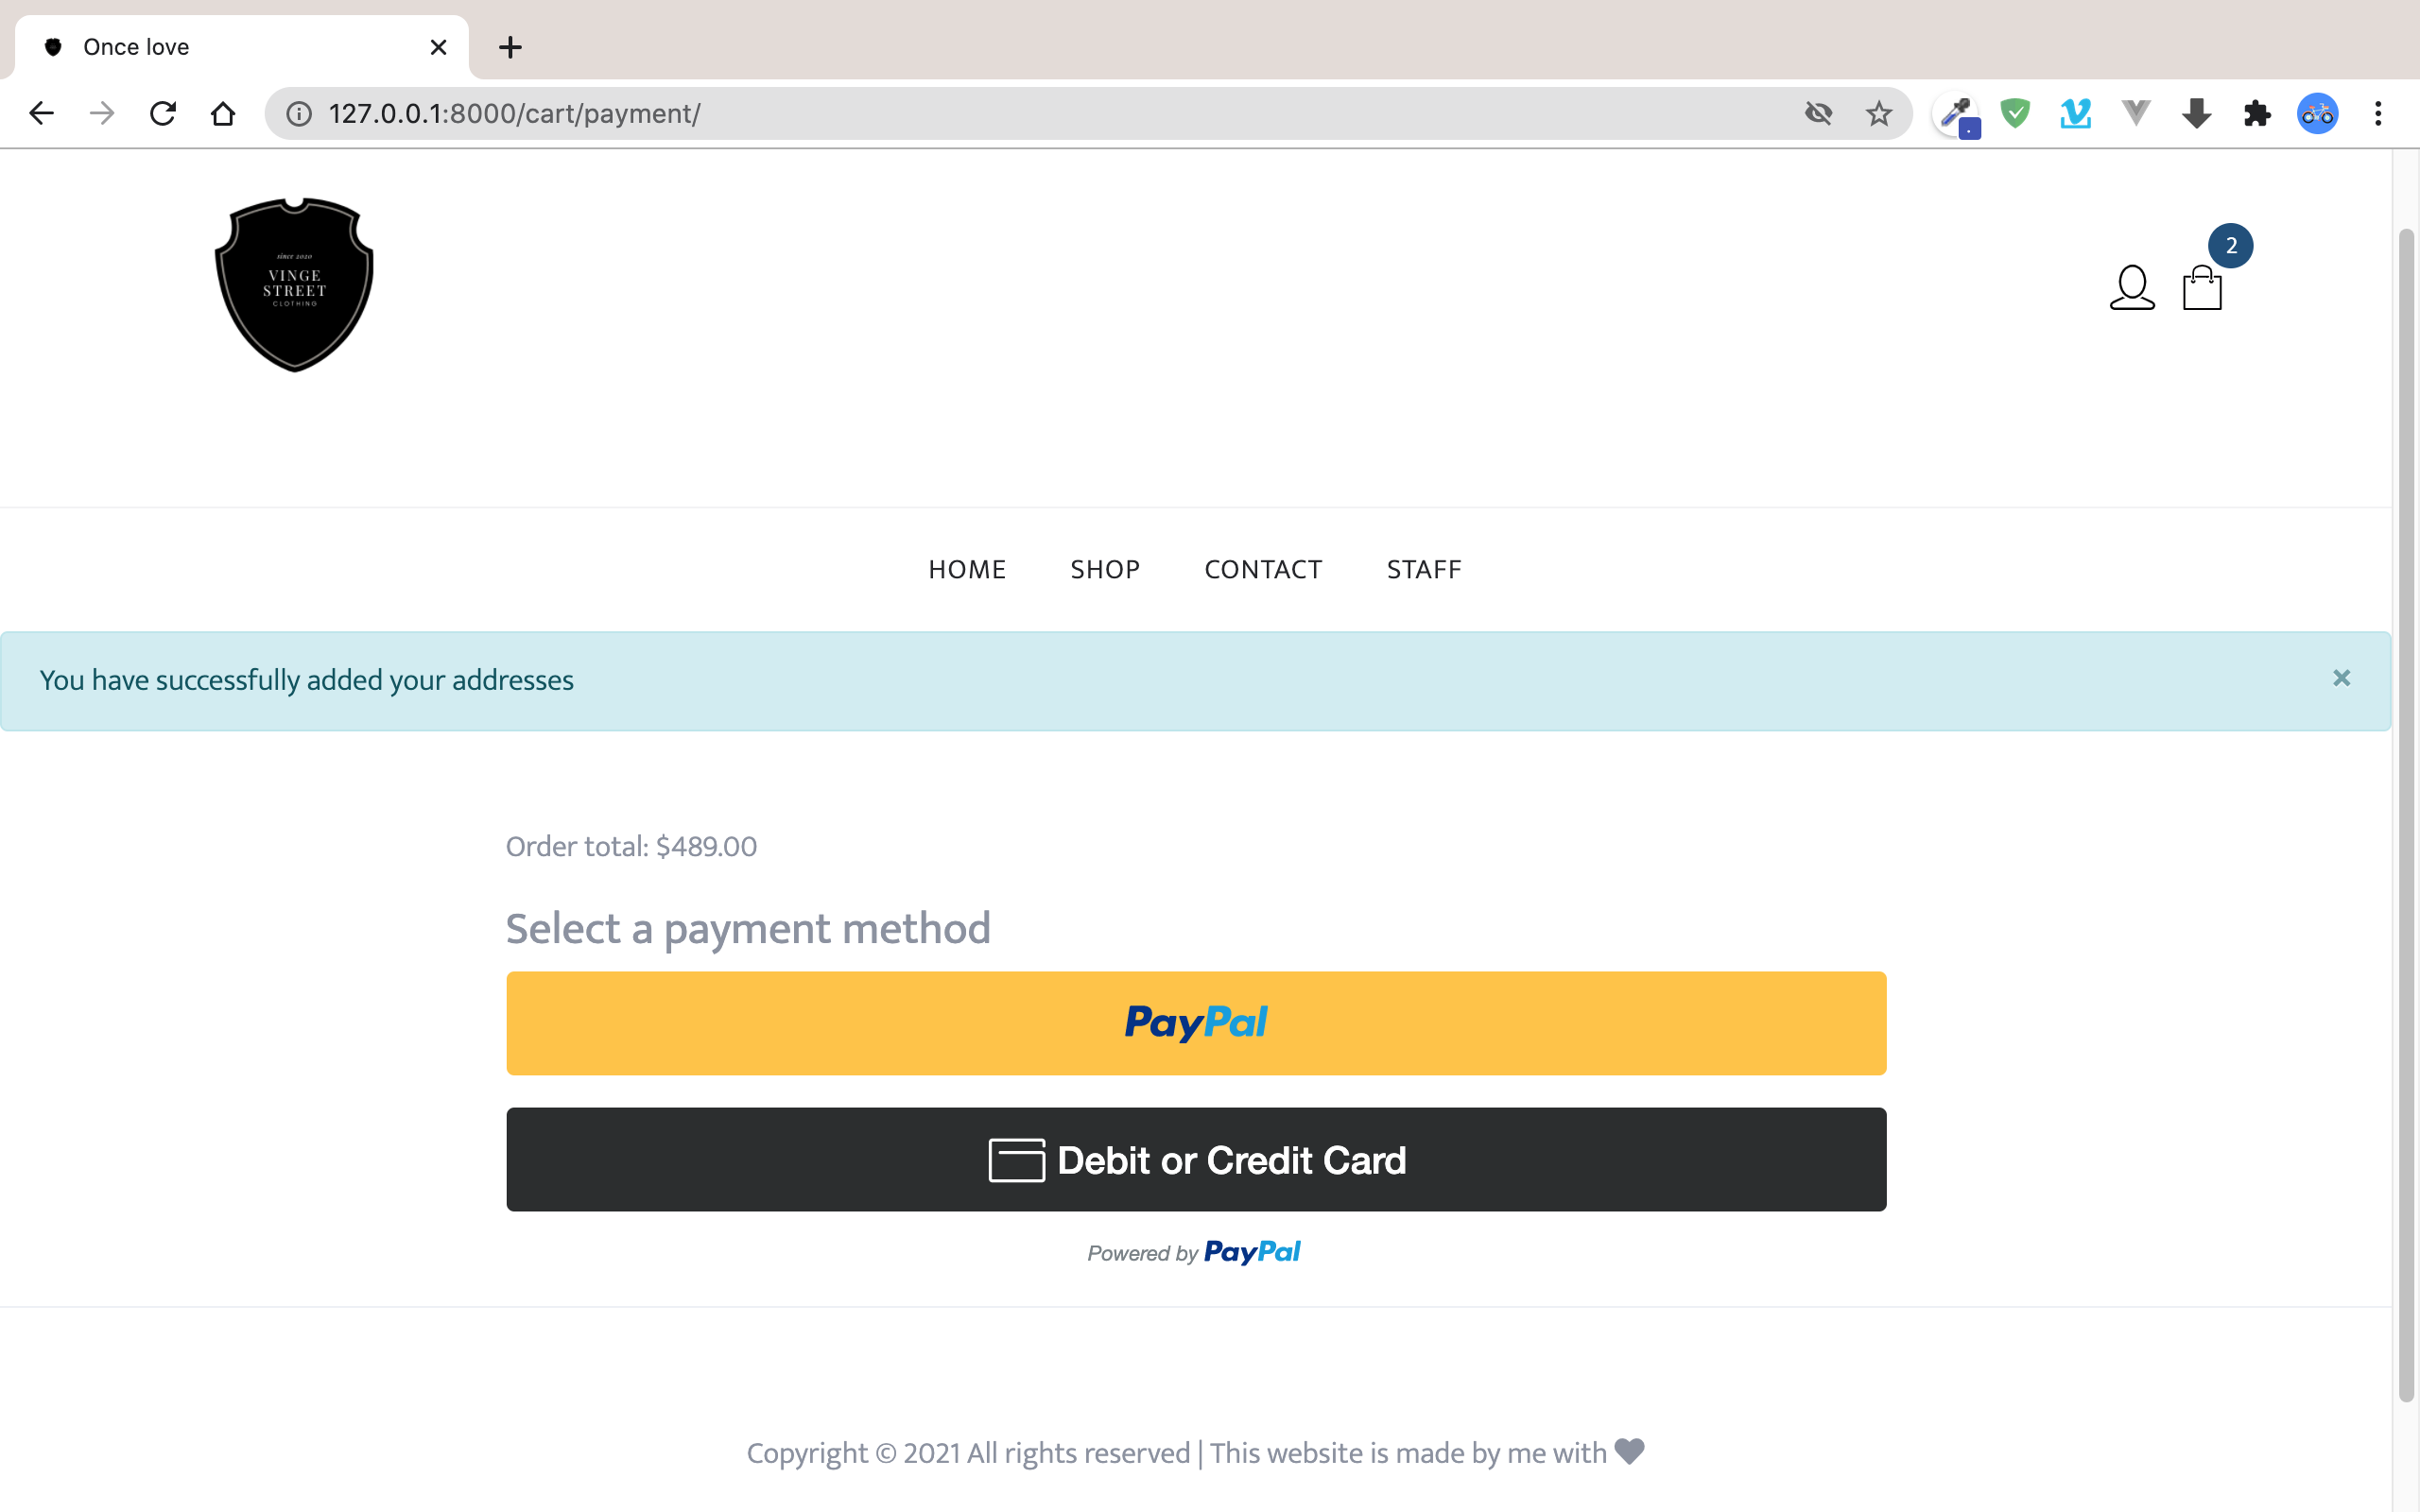 Once love
127.0.0.1:8000/cart/payment/
since 2020
VINGE
STREET
CLOTHING
2
HOME SHOP CONTACT STAFF
You have successfully added your addresses
Order total: $489.00
Select a payment method
PayPal
Debit or Credit Card
Powered by PayPal
Copyright © 2021 All rights reserved | This website is made by me with